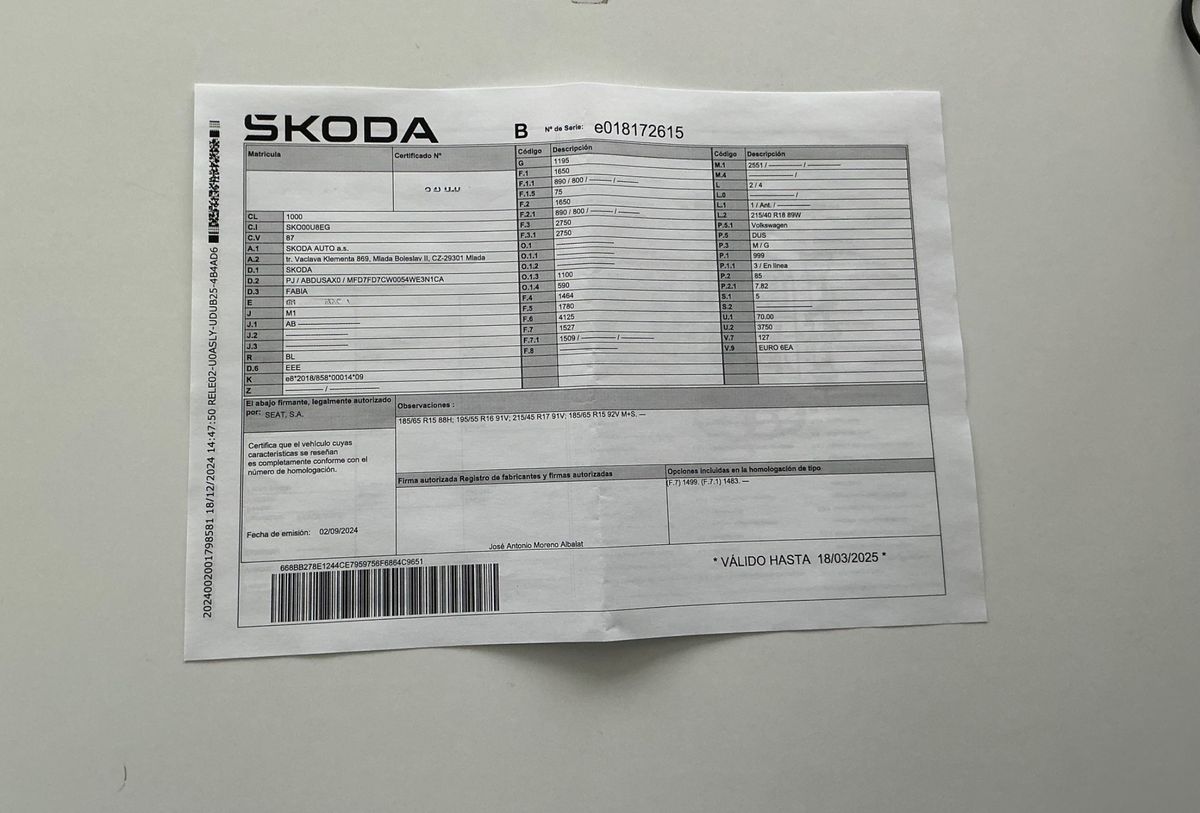 ŠKODA
B Nº de Serie: e018172615
Matrícula
Certificado Nº
CL 1000
C.I SKO00U8EG
C.V 87
A.1 SKODA AUTO a.s.
A.2 tr. Vaclava Klementa 869, Mlada Boleslav II, CZ-29301 Mlada
D.1 SKODA
D.2 PJ / ABDUSAX0 / MFD7FD7CW0054WE3N1CA
D.3 FABIA
E
J M1
J.1 AB ----------
J.2 ----------
J.3 ----------
R BL
D.6 EEE
K e8*2018/858*00014*09
Z ---------- / ----------
Código Descripción
G 1195
F.1 1650
F.1.1 890 / 800 / ------ / ------
F.1.5 75
F.2 1650
F.2.1 890 / 800 / ------ / ------
F.3 2750
F.3.1 2750
O.1 ----------
O.1.1 ----------
O.1.2 ----------
O.1.3 1100
O.1.4 590
F.4 1464
F.5 1780
F.6 4125
F.7 1527
F.7.1 1509 / ---------- / ----------
F.8 ----------
Código Descripción
M.1 2551 / ---------- / ----------
M.4 ---------- /
L 2 / 4
L.0 ---------- /
L.1 1 / Ant. / ----------
L.2 215/40 R18 89W
P.5.1 Volkswagen
P.5 DUS
P.3 M / G
P.1 999
P.1.1 3 / En línea
P.2 85
P.2.1 7.82
S.1 5
S.2 ----------
U.1 70.00
U.2 3750
V.7 127
V.9 EURO 6EA
El abajo firmante, legalmente autorizado
por: SEAT, S.A.
Certifica que el vehículo cuyas
características se reseñan
es completamente conforme con el
número de homologación.
Fecha de emisión: 02/09/2024
Observaciones :
185/65 R15 88H; 195/55 R16 91V; 215/45 R17 91V; 185/65 R15 92V M+S. —
Firma autorizada Registro de fabricantes y firmas autorizadas
José Antonio Moreno Albalat
Opciones incluidas en la homologación de tipo
(F.7) 1499. (F.7.1) 1483. —
668BB278E1244CE7959756F6864C9651
* VÁLIDO HASTA 18/03/2025 *
2024002001798581 18/12/2024 14:47:50 RELE02-U0ASLY-UDUB25-4B4AD6